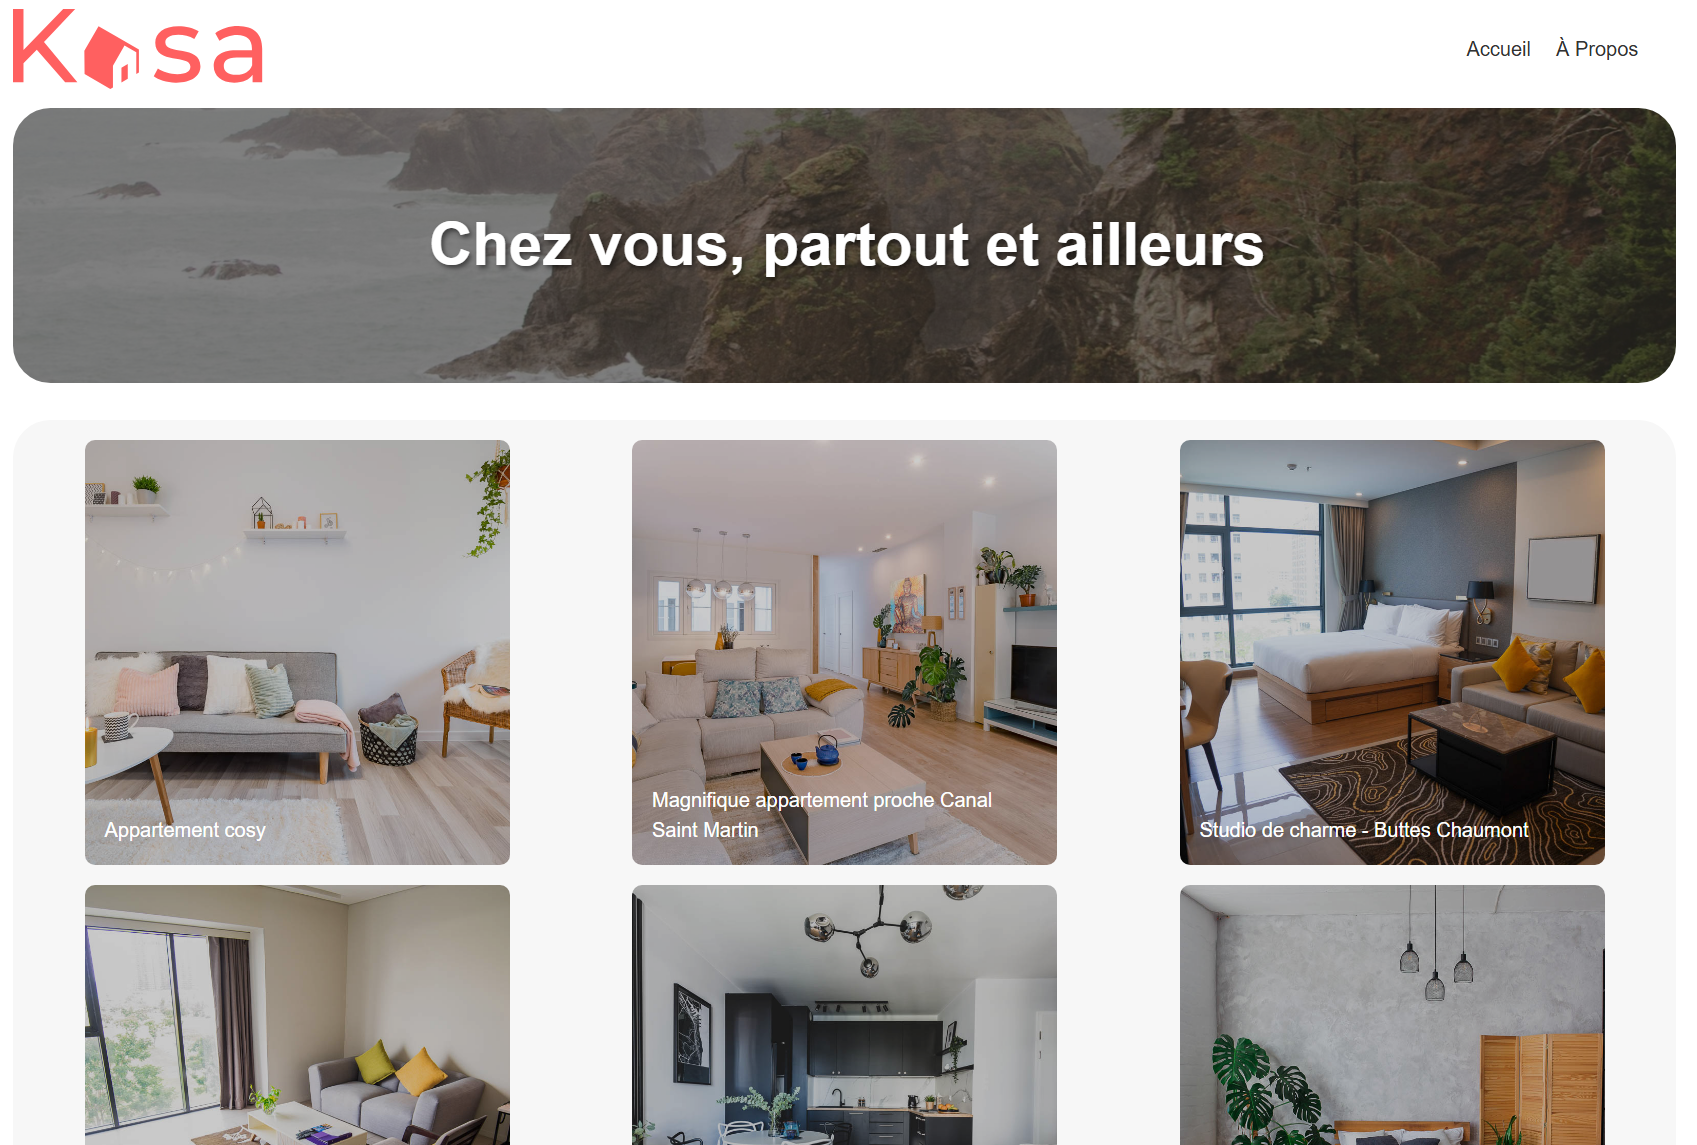 Kasa
Accueil À Propos
Chez vous, partout et ailleurs
Appartement cosy
Magnifique appartement proche Canal
Saint Martin
Studio de charme - Buttes Chaumont